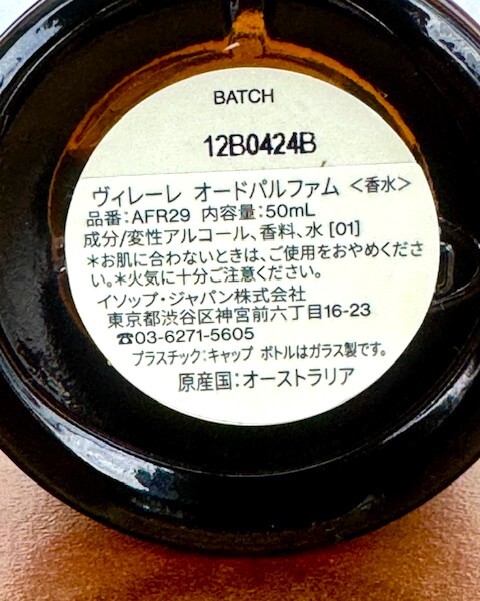 BATCH
12B0424B
ヴィレーレ オードパルファム <香水>
品番:AFR29 内容量:50mL
成分/変性アルコール、香料、水 [01]
*お肌に合わないときは、ご使用をおやめくださ
い。*火気に十分ご注意ください。
イソップ・ジャパン株式会社
東京都渋谷区神宮前六丁目16-23
☎03-6271-5605
プラスチック:キャップ ボトルはガラス製です。
原産国:オーストラリア